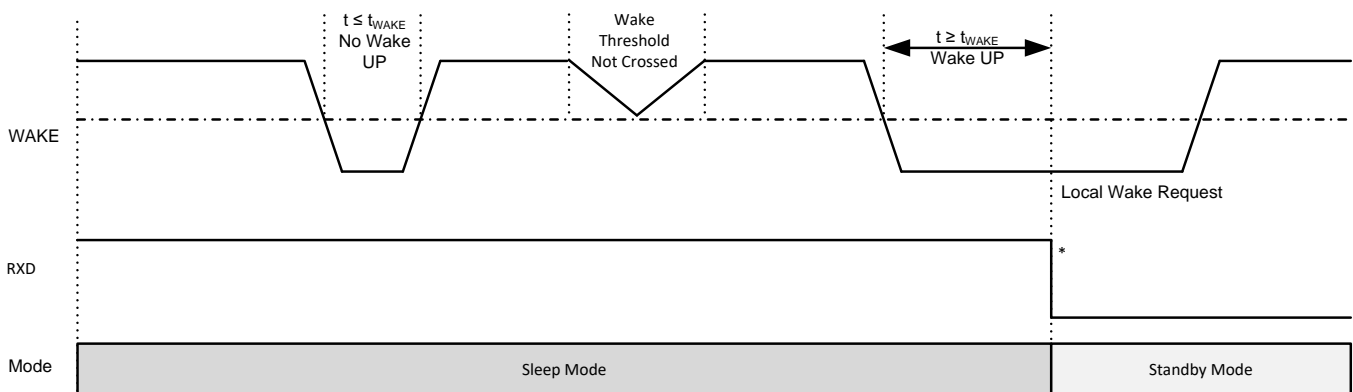 t ≤ tWAKE
No Wake
UP
Wake
Threshold
Not Crossed
t ≥ tWAKE
Wake UP
WAKE
Local Wake Request
RXD
*
Mode
Sleep Mode
Standby Mode